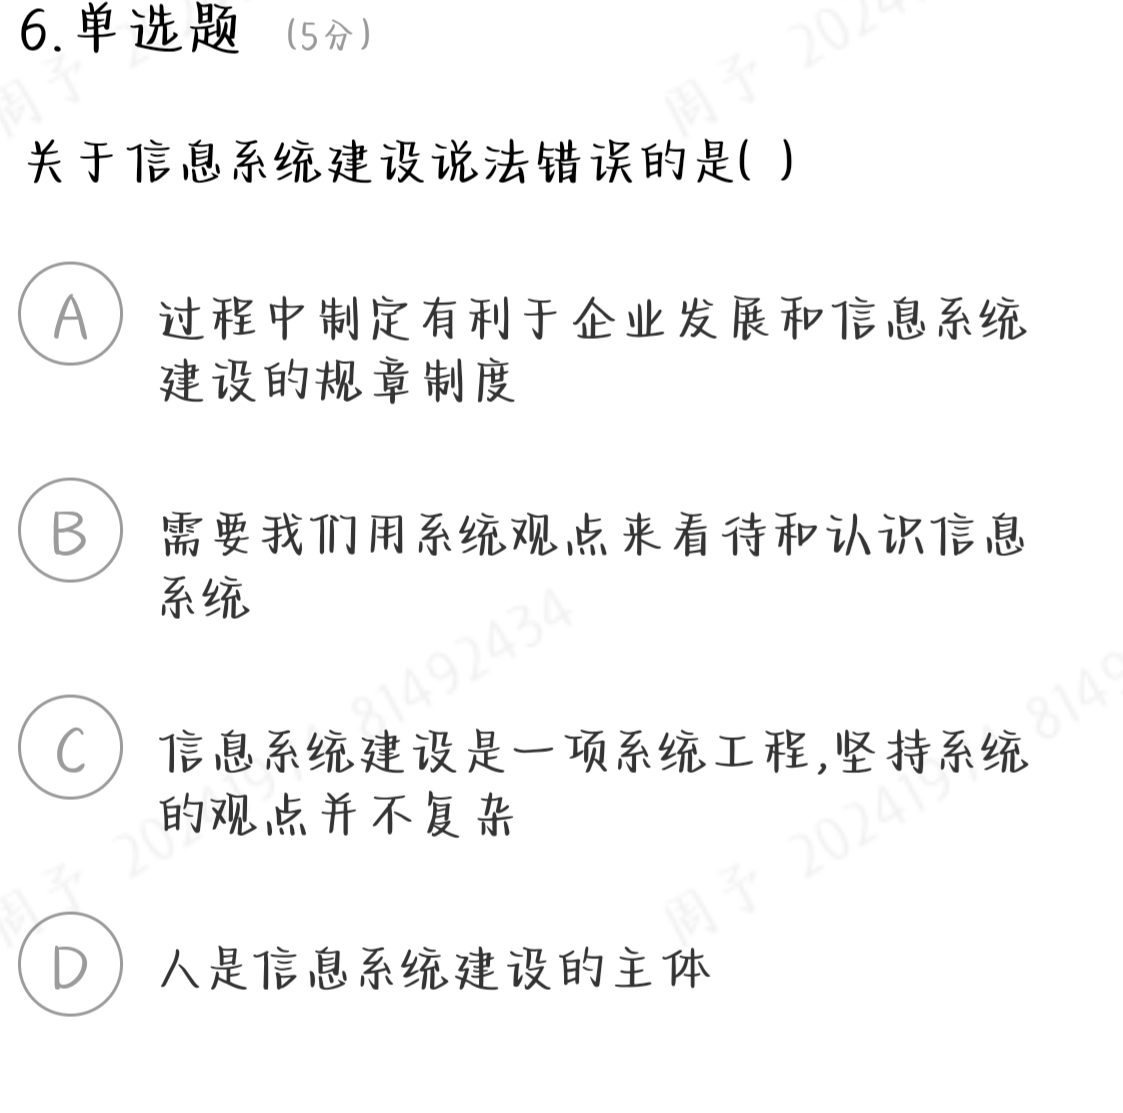 6.单选题 (5分)
关于信息系统建设说法错误的是( )
A 过程中制定有利于企业发展和信息系统
建设的规章制度
B 需要我们用系统观点来看待和认识信息
系统
C 信息系统建设是一项系统工程,坚持系统
的观点并不复杂
D 人是信息系统建设的主体